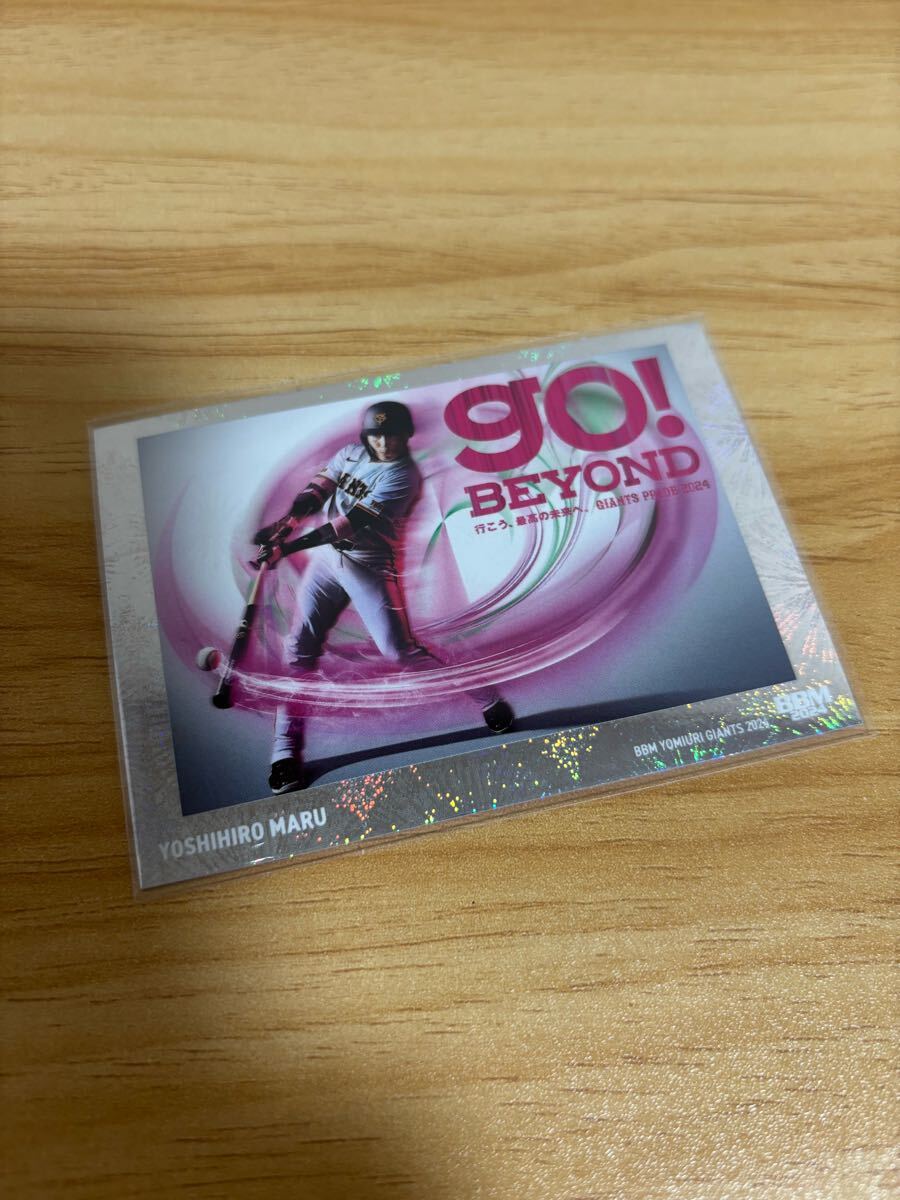 go!
BEYOND
行こう、最高の未来へ。 GIANTS PRIDE 2024
YOSHIHIRO MARU
BBM YOMIURI GIANTS 2024
BBM